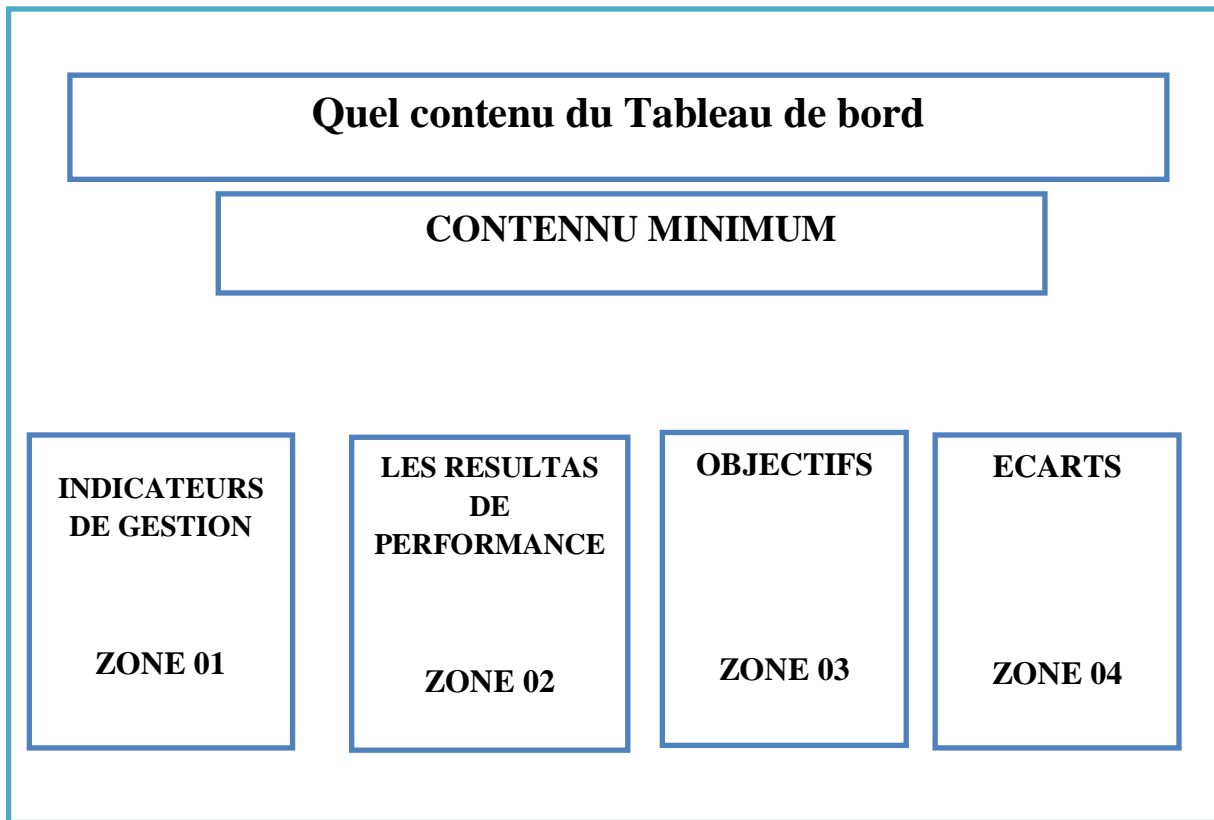 Quel contenu du Tableau de bord
CONTENNU MINIMUM
INDICATEURS
DE GESTION
ZONE 01
LES RESULTAS
DE
PERFORMANCE
ZONE 02
OBJECTIFS
ZONE 03
ECARTS
ZONE 04